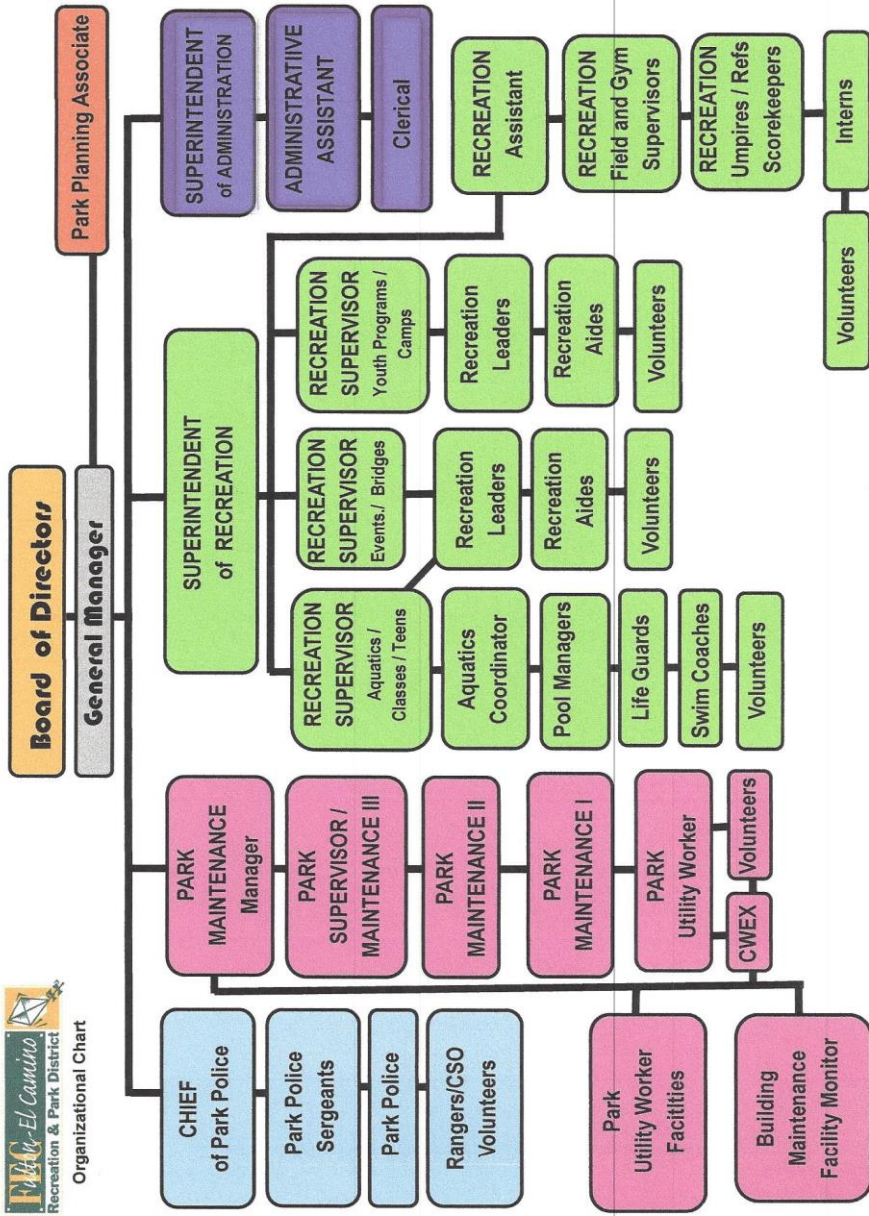 FEC
Fulton-El Camino
Recreation & Park District
Organizational Chart
Board of Directors
General Manager
Park Planning Associate
CHIEF
of Park Police
Park Police
Sergeants
Park Police
Rangers/CSO
Volunteers
PARK
MAINTENANCE
Manager
PARK
SUPERVISOR /
MAINTENANCE III
PARK
MAINTENANCE II
PARK
MAINTENANCE I
PARK
Utility Worker
CWEX
Volunteers
Park
Utility Worker
Facitities
Building
Maintenance
Facility Monitor
SUPERINTENDENT
of RECREATION
RECREATION
SUPERVISOR
Aquatics /
Classes / Teens
Aquatics
Coordinator
Pool Managers
Life Guards
Swim Coaches
Volunteers
RECREATION
SUPERVISOR
Events./ Bridges
Recreation
Leaders
Recreation
Aides
Volunteers
RECREATION
SUPERVISOR
Youth Programs /
Camps
Recreation
Leaders
Recreation
Aides
Volunteers
RECREATION
Assistant
RECREATION
Field and Gym
Supervisors
RECREATION
Umpires / Refs
Scorekeepers
Interns
Volunteers
SUPERINTENDENT
of ADMINISTRATION
ADMINISTRATIVE
ASSISTANT
Clerical